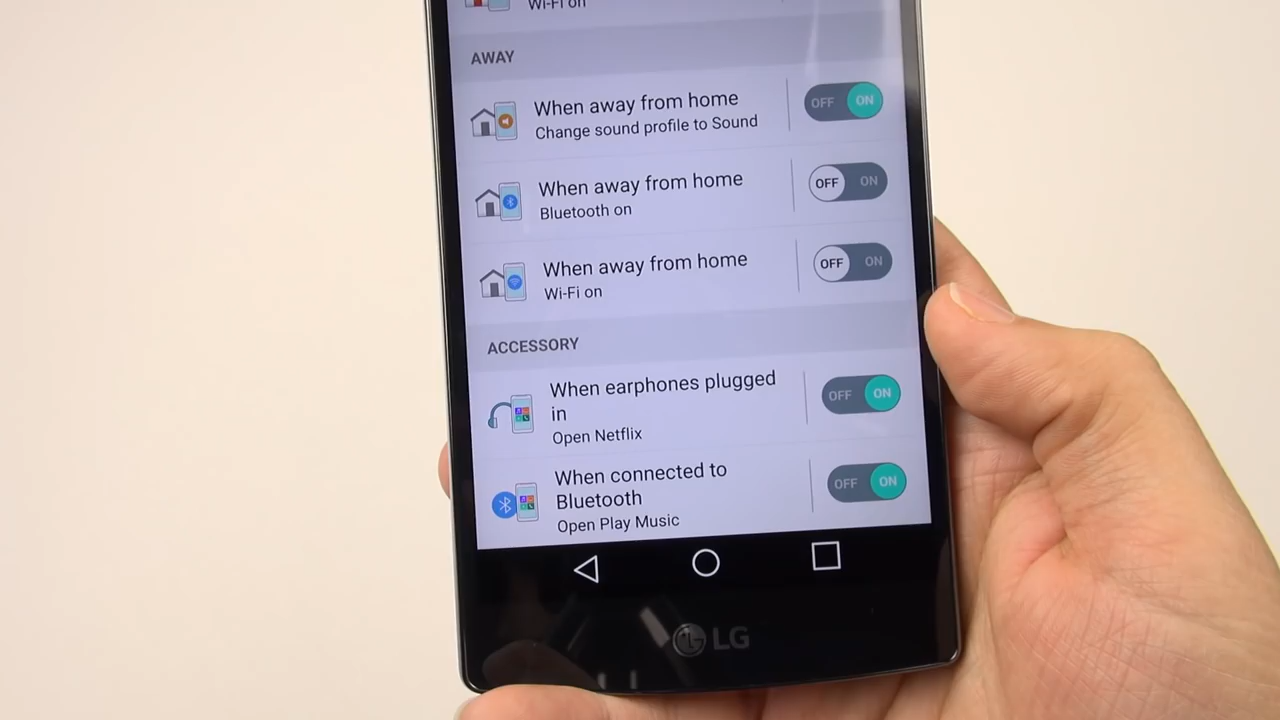 Wi-Fi on
AWAY
When away from home
Change sound profile to Sound
OFF ON
When away from home
Bluetooth on
OFF ON
When away from home
Wi-Fi on
OFF ON
ACCESSORY
When earphones plugged
in
Open Netflix
OFF ON
When connected to
Bluetooth
Open Play Music
OFF ON
LG